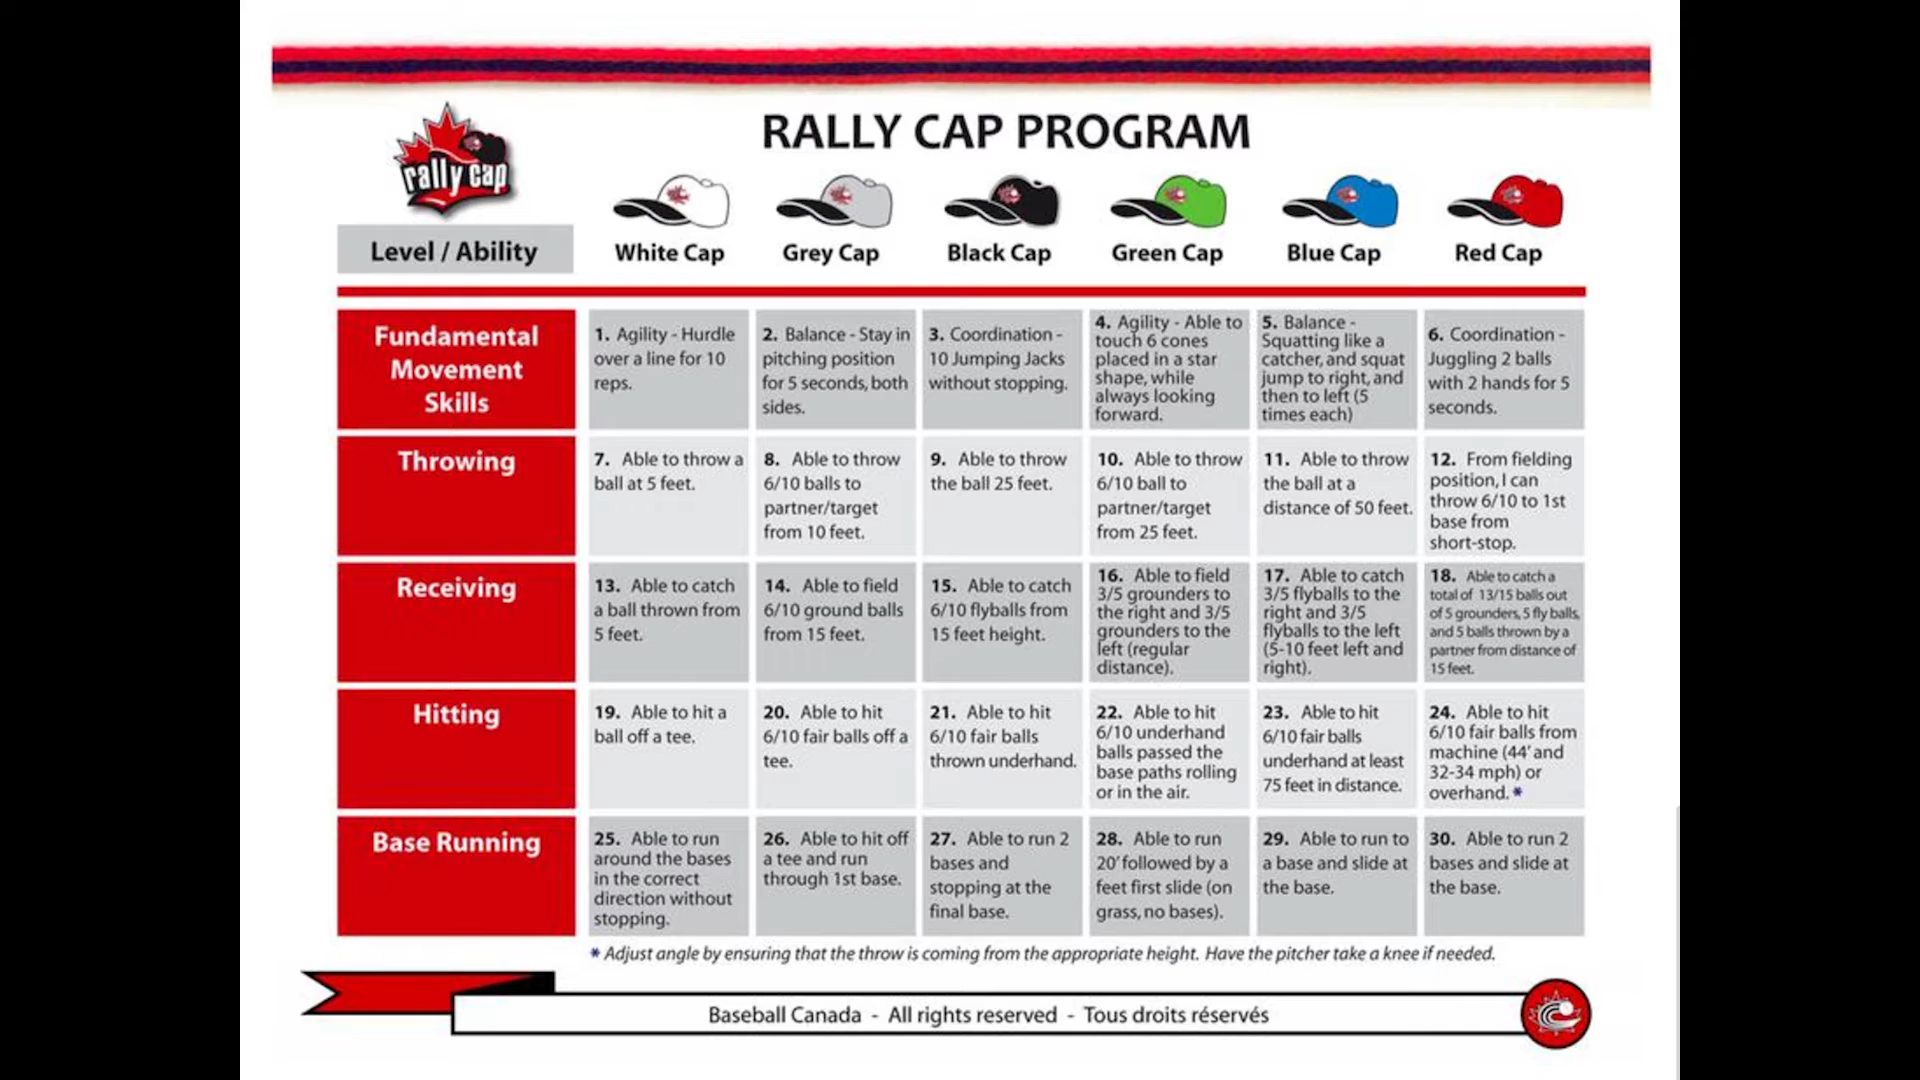 RALLY CAP PROGRAM
rally cap
Level / Ability
White Cap
Grey Cap
Black Cap
Green Cap
Blue Cap
Red Cap
Fundamental
Movement
Skills
1. Agility - Hurdle
over a line for 10
reps.
2. Balance - Stay in
pitching position
for 5 seconds, both
sides.
3. Coordination -
10 Jumping Jacks
without stopping.
4. Agility - Able to
touch 6 cones
placed in a star
shape, while
always looking
forward.
5. Balance -
Squatting like a
catcher, and squat
jump to right, and
then to left (5
times each)
6. Coordination -
Juggling 2 balls
with 2 hands for 5
seconds.
Throwing
7. Able to throw a
ball at 5 feet.
8. Able to throw
6/10 balls to
partner/target
from 10 feet.
9. Able to throw
the ball 25 feet.
10. Able to throw
6/10 ball to
partner/target
from 25 feet.
11. Able to throw
the ball at a
distance of 50 feet.
12. From fielding
position, I can
throw 6/10 to 1st
base from
short-stop.
Receiving
13. Able to catch
a ball thrown from
5 feet.
14. Able to field
6/10 ground balls
from 15 feet.
15. Able to catch
6/10 flyballs from
15 feet height.
16. Able to field
3/5 grounders to
the right and 3/5
grounders to the
left (regular
distance).
17. Able to catch
3/5 flyballs to the
right and 3/5
flyballs to the left
(5-10 feet left and
right).
18. Able to catch a
total of 13/15 balls out
of 5 grounders, 5 fly balls,
and 5 balls thrown by a
partner from distance of
15 feet.
Hitting
19. Able to hit a
ball off a tee.
20. Able to hit
6/10 fair balls off a
tee.
21. Able to hit
6/10 fair balls
thrown underhand.
22. Able to hit
6/10 underhand
balls passed the
base paths rolling
or in the air.
23. Able to hit
6/10 fair balls
underhand at least
75 feet in distance.
24. Able to hit
6/10 fair balls from
machine (44' and
32-34 mph) or
overhand. *
Base Running
25. Able to run
around the bases
in the correct
direction without
stopping.
26. Able to hit off
a tee and run
through 1st base.
27. Able to run 2
bases and
stopping at the
final base.
28. Able to run
20' followed by a
feet first slide (on
grass, no bases).
29. Able to run to
a base and slide at
the base.
30. Able to run 2
bases and slide at
the base.
* Adjust angle by ensuring that the throw is coming from the appropriate height. Have the pitcher take a knee if needed.
Baseball Canada - All rights reserved - Tous droits réservés